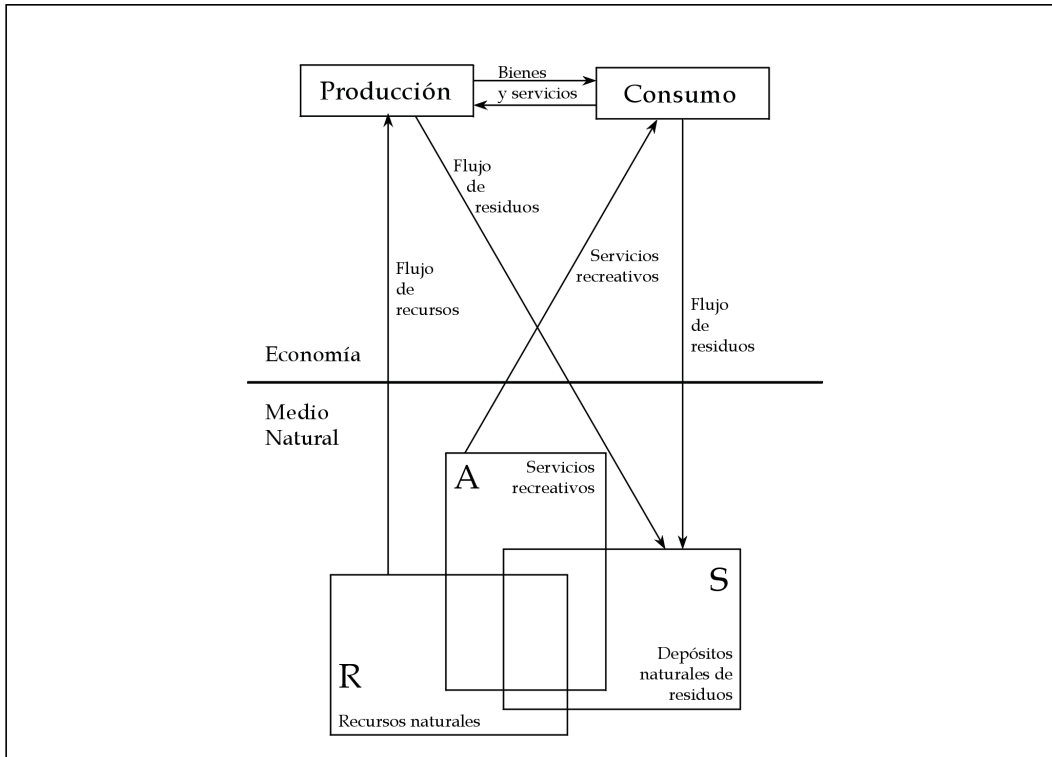 Producción
Bienes
y servicios
Consumo
Flujo
de
residuos
Servicios
recreativos
Flujo
de
recursos
Flujo
de
residuos
Economía
Medio
Natural
A
Servicios
recreativos
S
R
Depósitos
naturales de
residuos
Recursos naturales